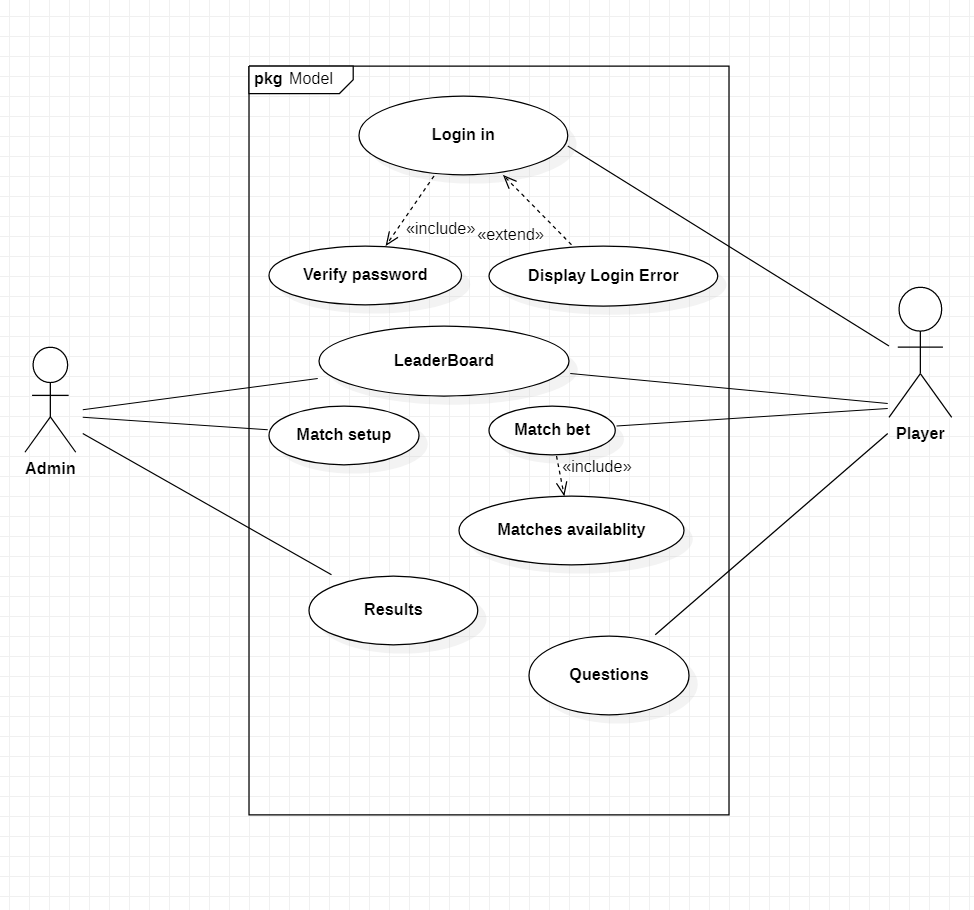 pkg Model
Login in
«include»
«extend»
Verify password
Display Login Error
LeaderBoard
Match setup
Match bet
Player
Admin
«include»
Matches availablity
Results
Questions